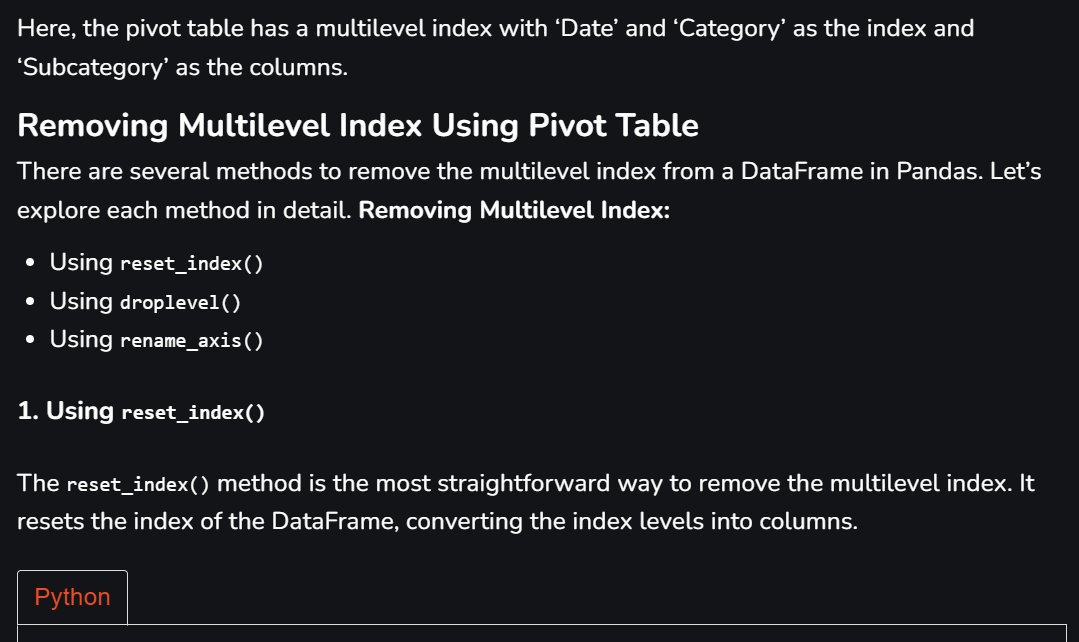 Here, the pivot table has a multilevel index with ‘Date’ and ‘Category’ as the index and
‘Subcategory’ as the columns.
Removing Multilevel Index Using Pivot Table
There are several methods to remove the multilevel index from a DataFrame in Pandas. Let’s
explore each method in detail. Removing Multilevel Index:
• Using reset_index()
• Using droplevel()
• Using rename_axis()
1. Using reset_index()
The reset_index() method is the most straightforward way to remove the multilevel index. It
resets the index of the DataFrame, converting the index levels into columns.
Python